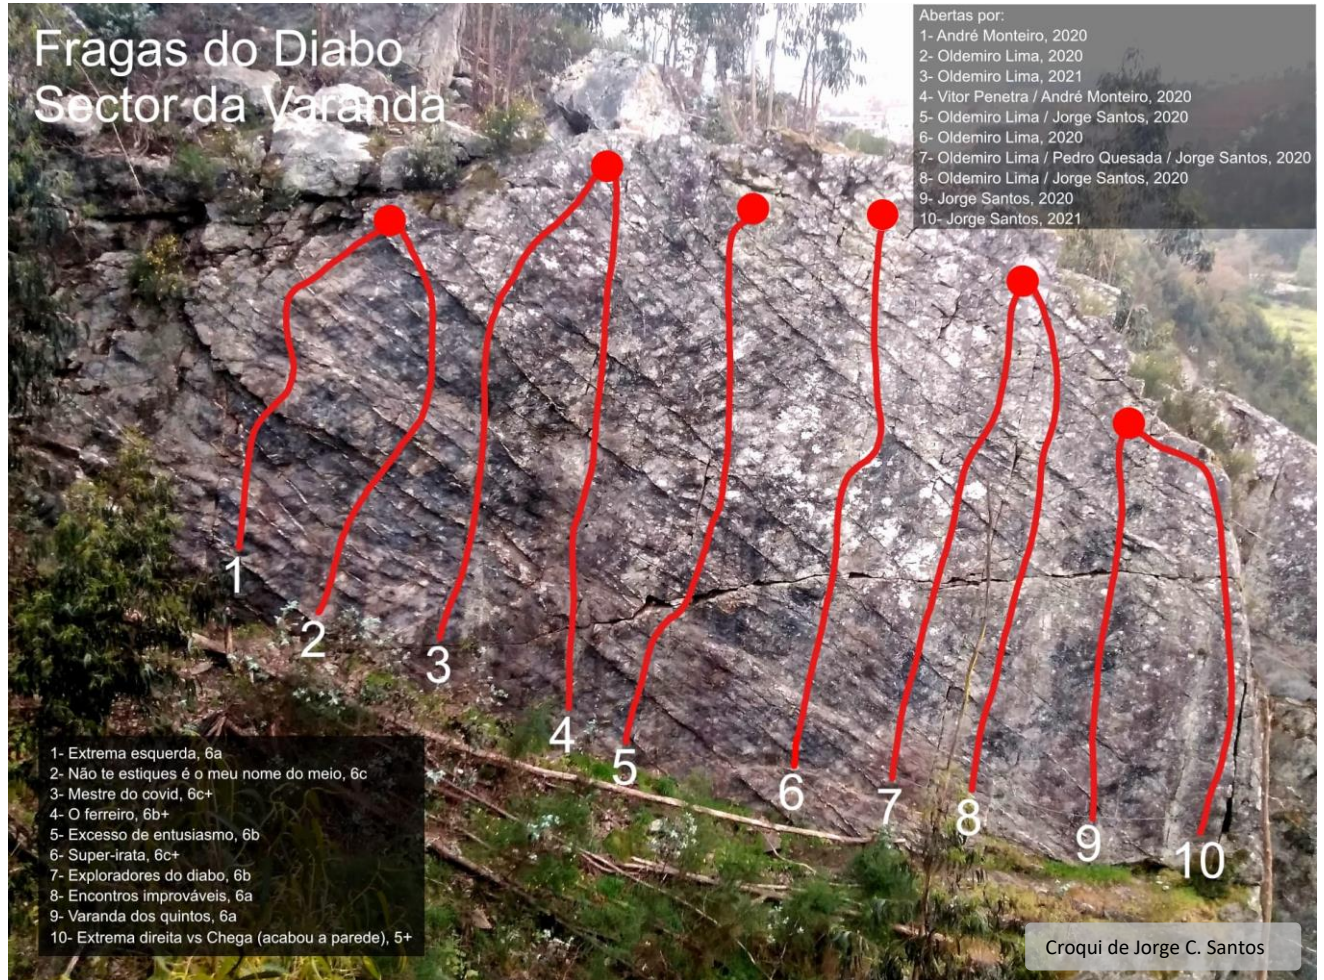 Fragas do Diabo
Sector da Varanda
Abertas por:
1- André Monteiro, 2020
2- Oldemiro Lima, 2020
3- Oldemiro Lima, 2021
4- Vitor Penetra / André Monteiro, 2020
5- Oldemiro Lima / Jorge Santos, 2020
6- Oldemiro Lima, 2020
7- Oldemiro Lima / Pedro Quesada / Jorge Santos, 2020
8- Oldemiro Lima / Jorge Santos, 2020
9- Jorge Santos, 2020
10- Jorge Santos, 2021
1
2
3
4
5
6
7
8
9
10
1- Extrema esquerda, 6a
2- Não te estiques é o meu nome do meio, 6c
3- Mestre do covid, 6c+
4- O ferreiro, 6b+
5- Excesso de entusiasmo, 6b
6- Super-irata, 6c+
7- Exploradores do diabo, 6b
8- Encontros improváveis, 6a
9- Varanda dos quintos, 6a
10- Extrema direita vs Chega (acabou a parede), 5+
Croqui de Jorge C. Santos